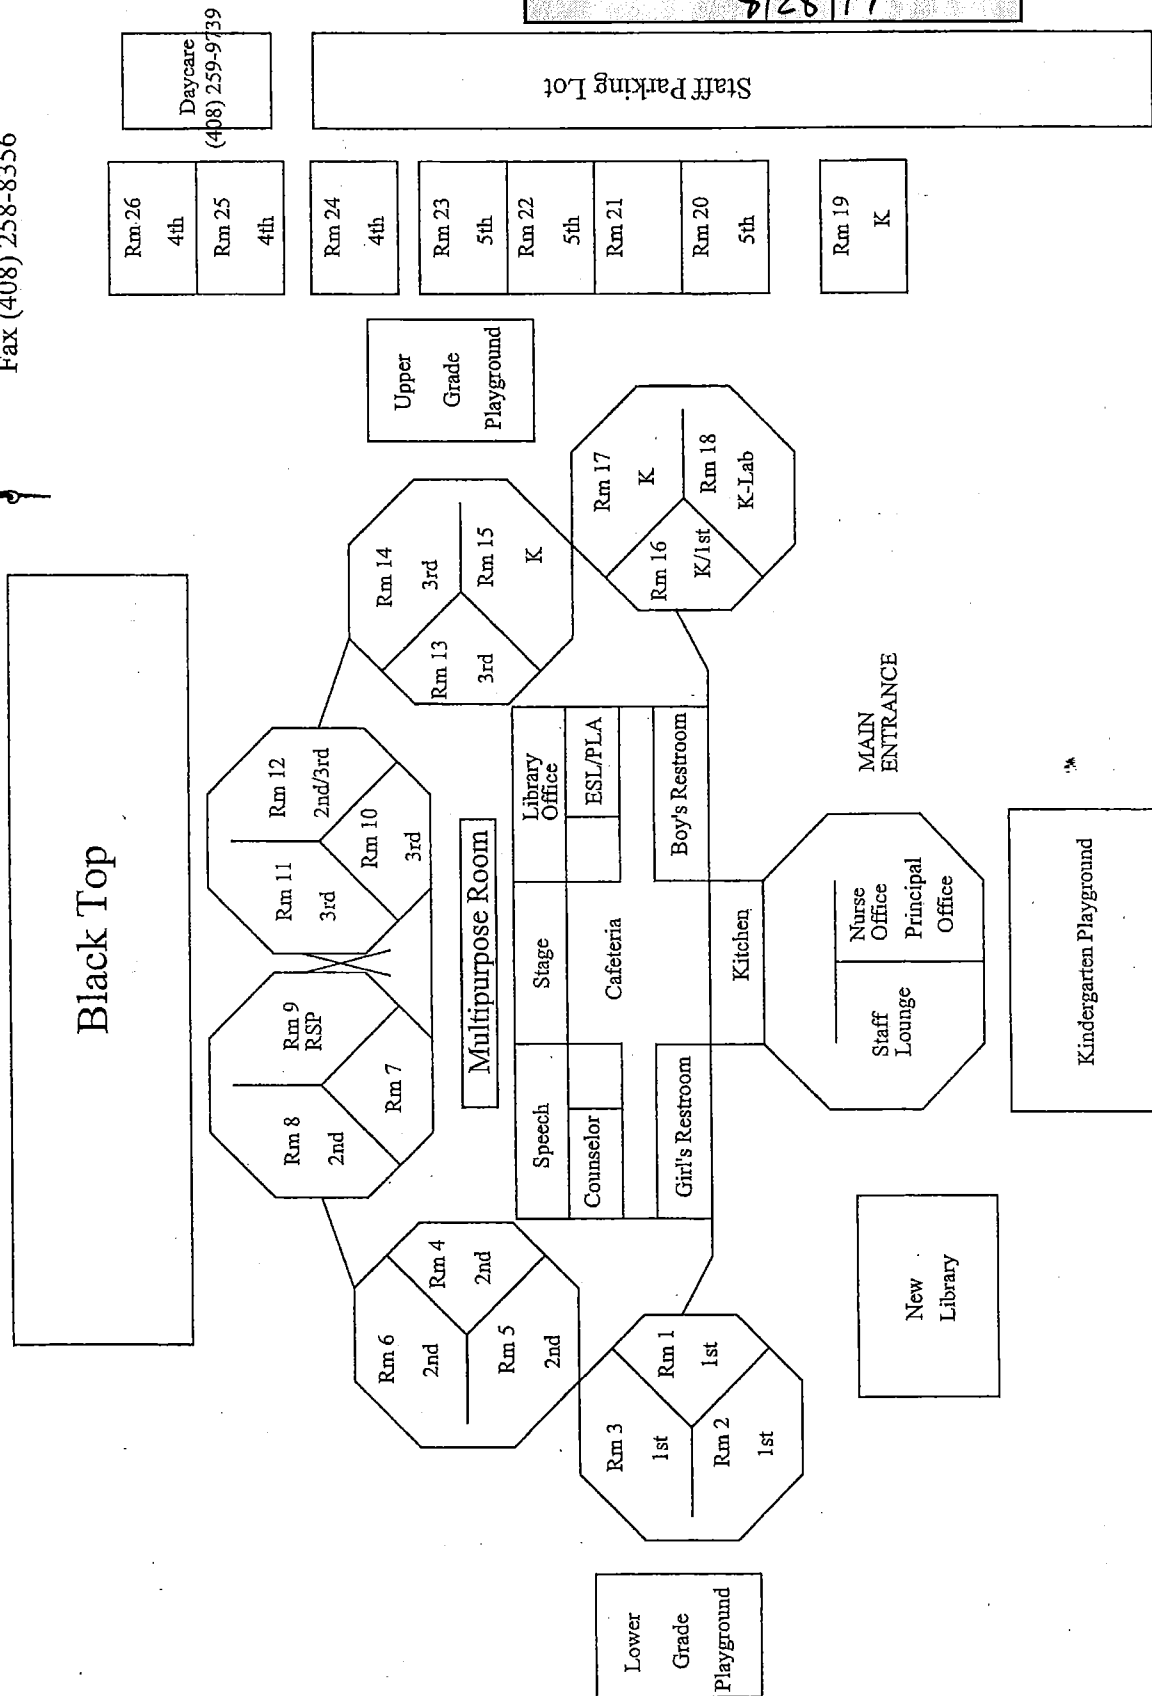 Fax (408) 258-8356
Daycare
(408) 259-9739
Staff Parking Lot
Rm 26
4th
Rm 25
4th
Rm 24
4th
Rm 23
5th
Rm 22
5th
Rm 21
Rm 20
5th
Rm 19
K
Upper
Grade
Playground
Black Top
Rm 14
3rd
Rm 15
K
Rm 13
3rd
Rm 17
K
Rm 18
K-Lab
Rm 16
K/1st
Rm 12
2nd/3rd
Rm 11
3rd
Rm 10
3rd
Rm 9
RSP
Rm 8
2nd
Rm 7
Multipurpose Room
Library
Office
ESL/PLA
Boy's Restroom
Stage
Cafeteria
Kitchen
Speech
Counselor
Girl's Restroom
MAIN
ENTRANCE
Nurse
Office
Principal
Office
Staff
Lounge
Kindergarten Playground
Rm 6
2nd
Rm 4
2nd
Rm 5
2nd
Rm 3
1st
Rm 1
1st
Rm 2
1st
New
Library
Lower
Grade
Playground